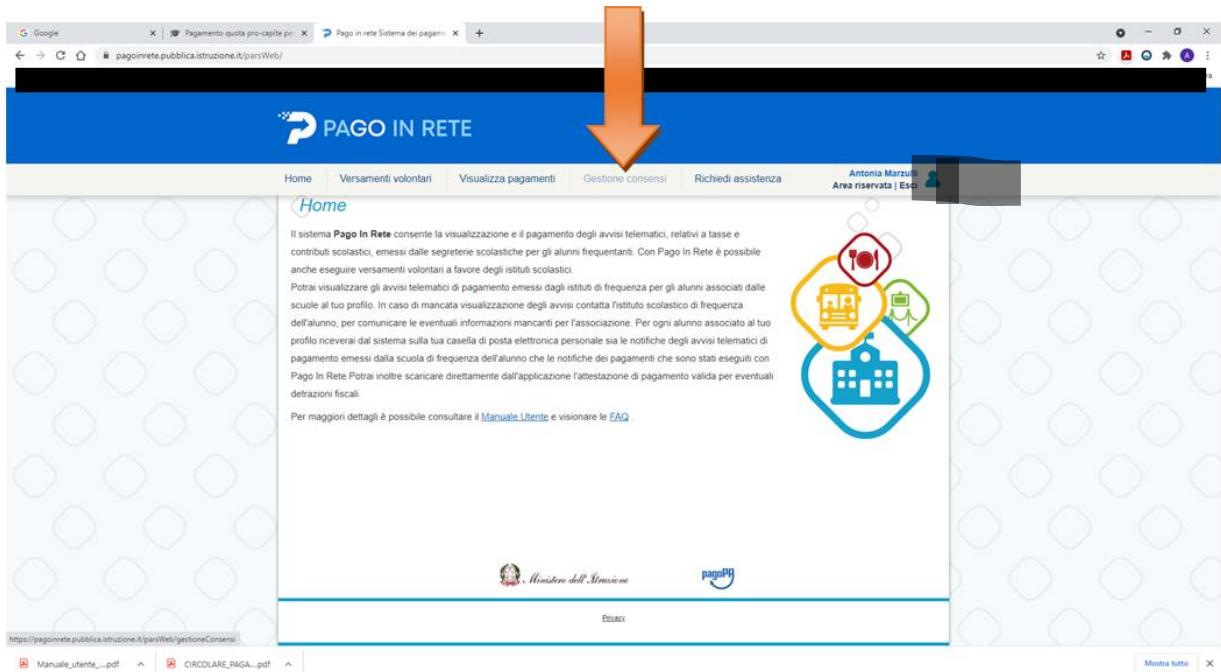 Google
Pagamento quota pro-capite pe
Pago in rete Sistema dei pagam
pagoinrete.pubblica.istruzione.it/parsWeb/
A
PAGO IN RETE
Home Versamenti volontari Visualizza pagamenti Gestione consensi Richiedi assistenza
Antonia Marzulli
Area riservata | Esci
Home
Il sistema Pago In Rete consente la visualizzazione e il pagamento degli avvisi telematici, relativi a tasse e
contributi scolastici, emessi dalle segreterie scolastiche per gli alunni frequentanti. Con Pago In Rete è possibile
anche eseguire versamenti volontari a favore degli istituti scolastici.
Potrai visualizzare gli avvisi telematici di pagamento emessi dagli istituti di frequenza per gli alunni associati dalle
scuole al tuo profilo. In caso di mancata visualizzazione degli avvisi contatta l'istituto scolastico di frequenza
dell'alunno, per comunicare le eventuali informazioni mancanti per l'associazione. Per ogni alunno associato al tuo
profilo riceverai dal sistema sulla tua casella di posta elettronica personale sia le notifiche degli avvisi telematici di
pagamento emessi dalla scuola di frequenza dell'alunno che le notifiche dei pagamenti che sono stati eseguiti con
Pago In Rete.Potrai inoltre scaricare direttamente dall'applicazione l'attestazione di pagamento valida per eventuali
detrazioni fiscali.
Per maggiori dettagli è possibile consultare il Manuale Utente e visionare le FAQ .
Ministero dell'Istruzione
pagoPA
Privacy
https://pagoinrete.pubblica.istruzione.it/parsWeb/gestioneConsensi
Manuale_utente_....pdf
CIRCOLARE_PAGA....pdf
Mostra tutto